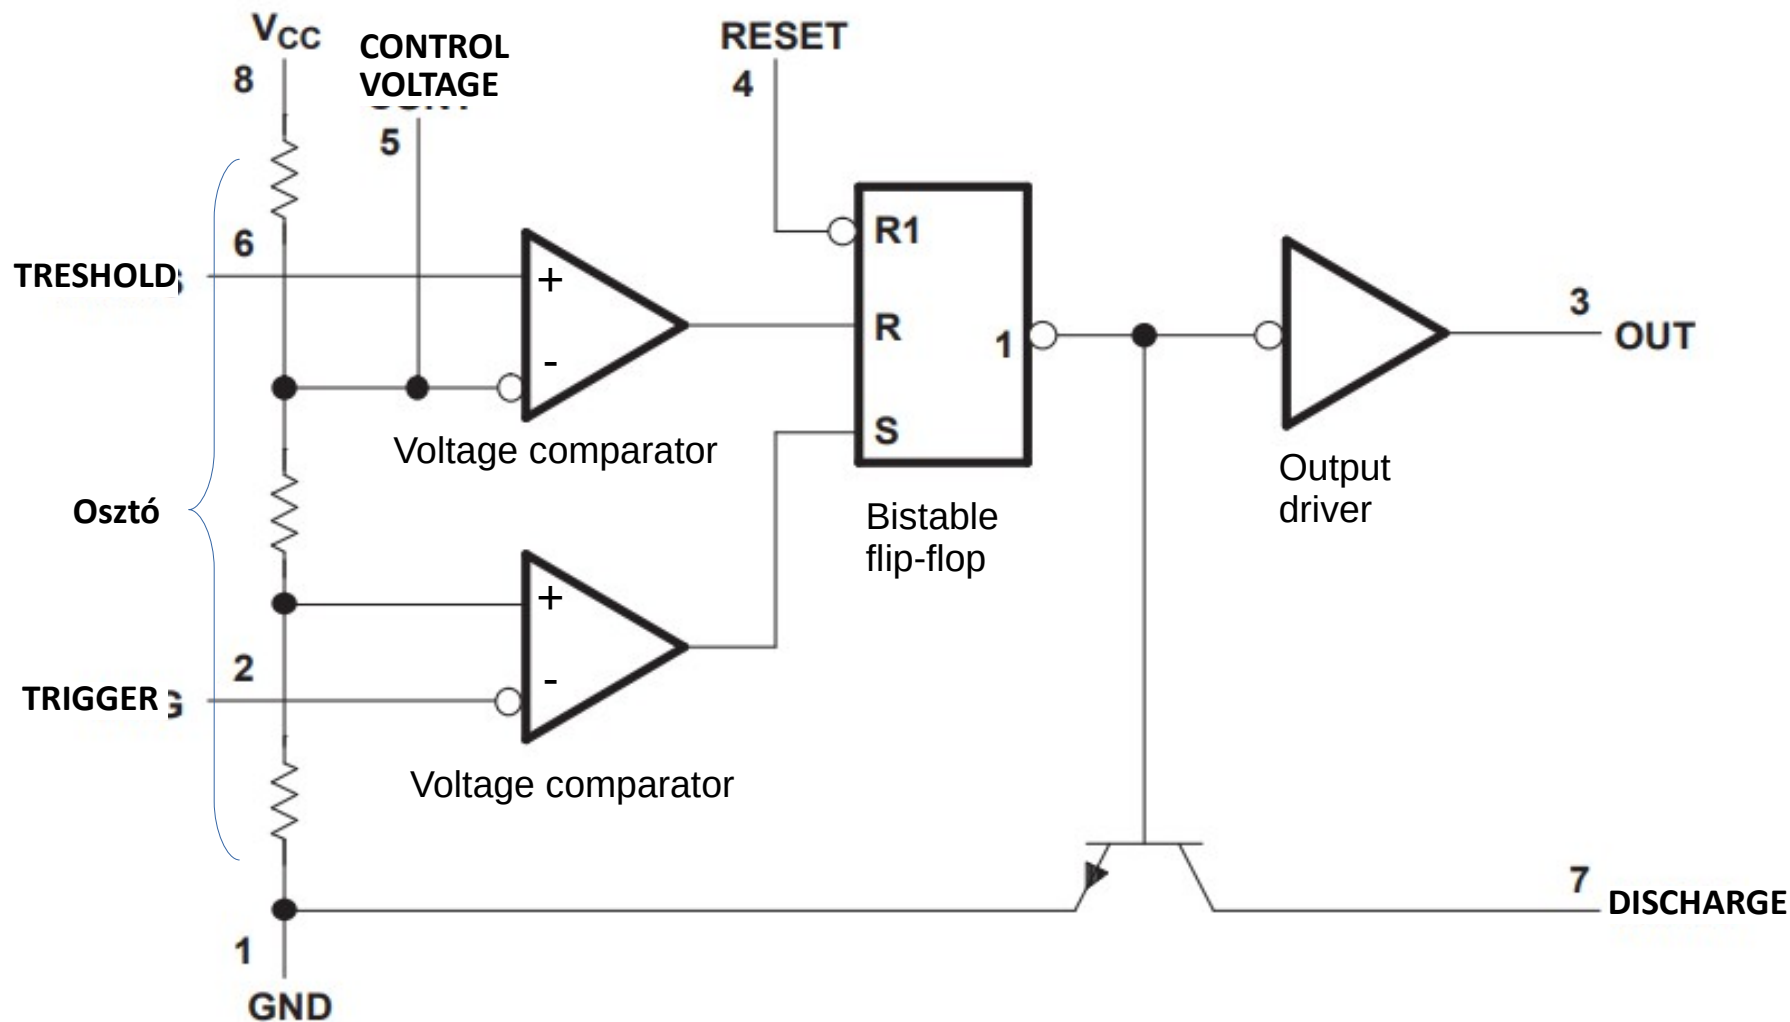 VCC
8
CONTROL
VOLTAGE
5
RESET
4
6
TRESHOLD
+
-
Voltage comparator
R1
R
1
S
Bistable
flip-flop
3
OUT
Output
driver
Osztó
2
TRIGGER
+
-
Voltage comparator
7
DISCHARGE
1
GND